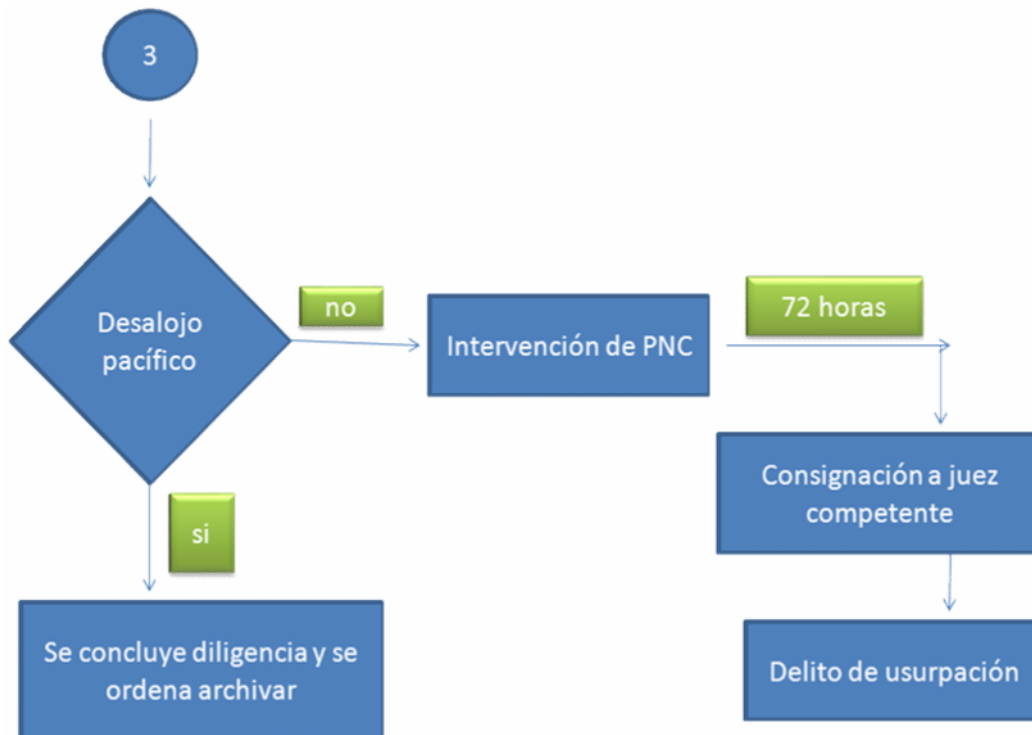 3
Desalojo
pacífico
no
Intervención de PNC
72 horas
Consignación a juez
competente
Delito de usurpación
si
Se concluye diligencia y se
ordena archivar